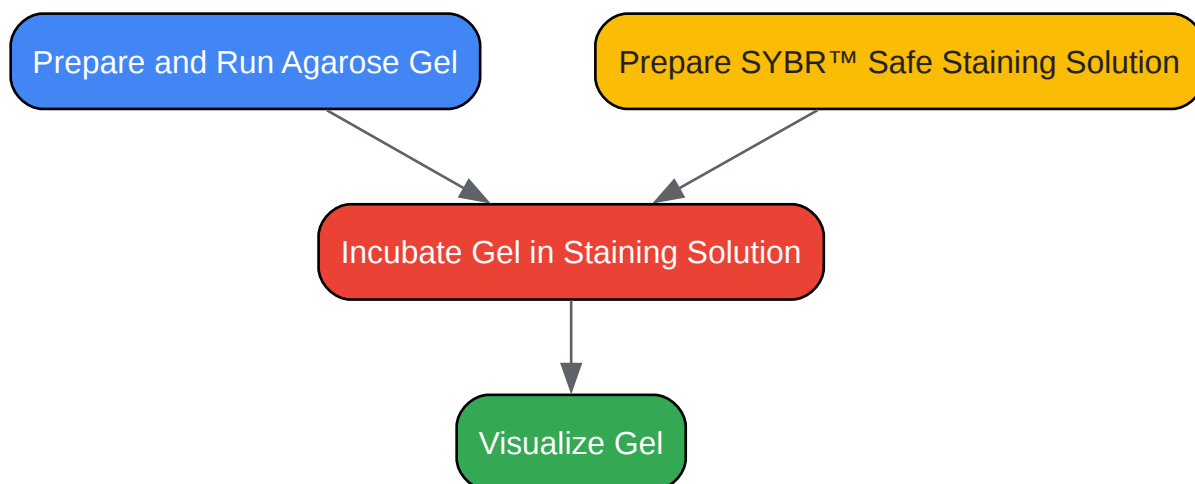 Prepare and Run Agarose Gel
Prepare SYBR™ Safe Staining Solution
Incubate Gel in Staining Solution
Visualize Gel